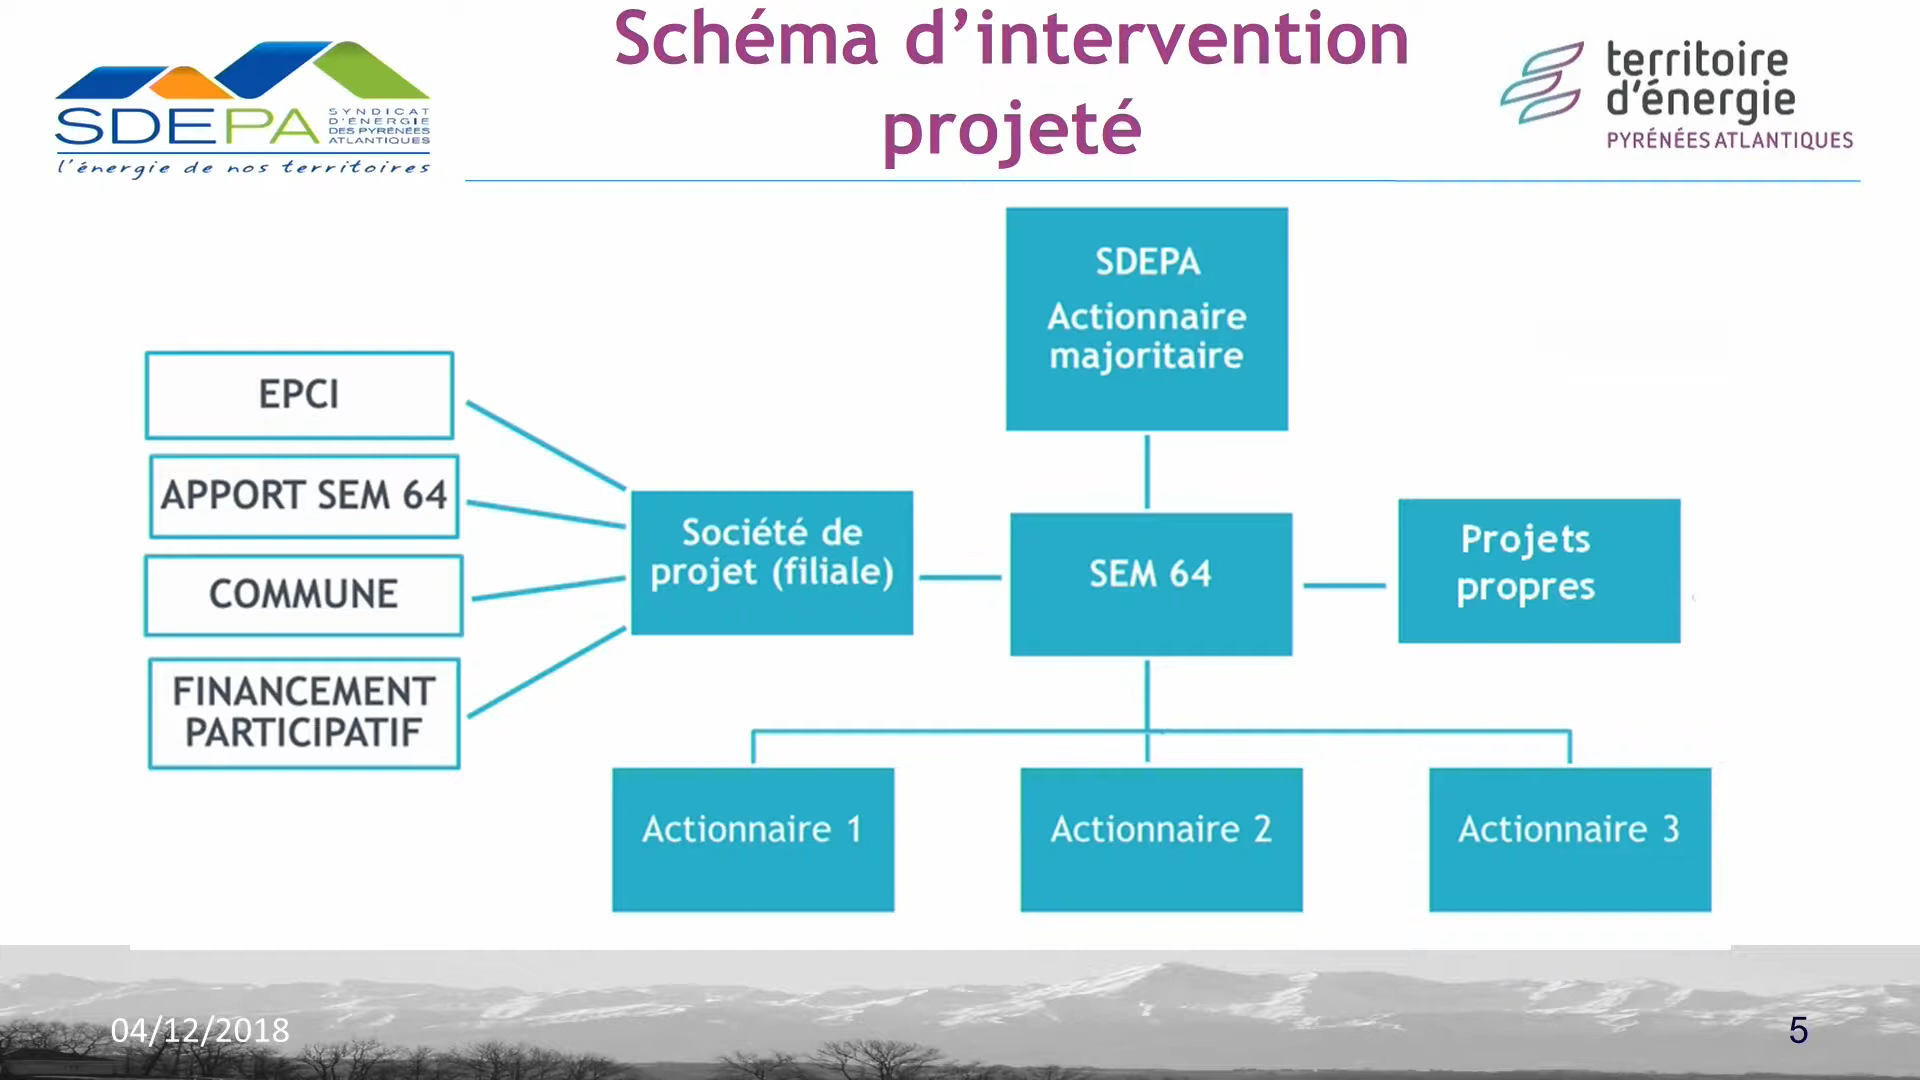 Schéma d’intervention
projeté
SDEPA
SYNDICAT
D'ÉNERGIE
DES PYRÉNÉES
ATLANTIQUES
l'énergie de nos territoires
territoire
d'énergie
PYRÉNÉES ATLANTIQUES
SDEPA
Actionnaire
majoritaire
EPCI
APPORT SEM 64
COMMUNE
FINANCEMENT
PARTICIPATIF
Société de
projet (filiale)
SEM 64
Projets
propres
Actionnaire 1
Actionnaire 2
Actionnaire 3
04/12/2018
5